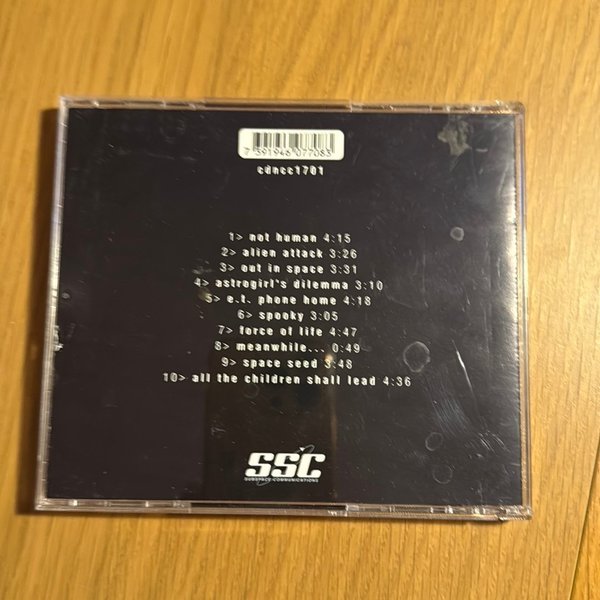 7 391946 077083
cdncc1701
1> not human 4:15
2> alien attack 3:26
3> out in space 3:31
4> astrogirl's dilemma 3:10
5> e.t. phone home 4:18
6> spooky 3:05
7> force of life 4:47
8> meanwhile... 0:49
9> space seed 3:48
10> all the children shall lead 4:36
SSC
SUBSPACE COMMUNICATIONS